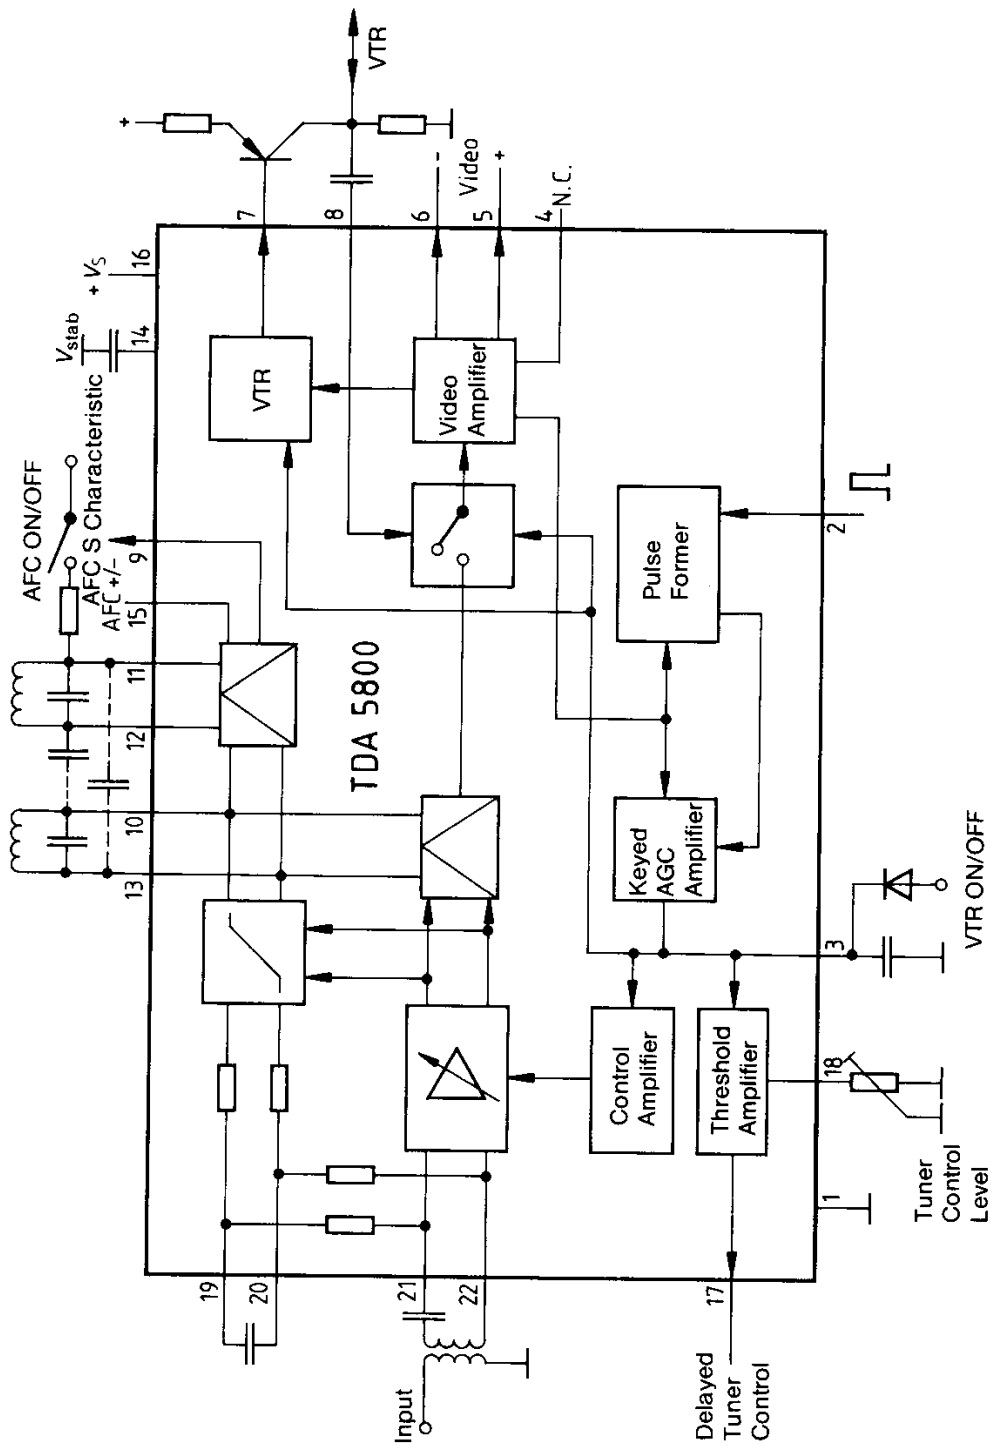 AFC ON/OFF
AFC S Characteristic
AFC +/-
V stab
+ VS
13
10
12
11
15
9
14
16
19
20
21
22
Input
TDA 5800
VTR
+
7
8
VTR
6
-
Video
5
+
4
N.C.
Video
Amplifier
Pulse
Former
Keyed
AGC
Amplifier
Control
Amplifier
Threshold
Amplifier
17
Delayed
Tuner
Control
1
18
Tuner
Control
Level
3
VTR ON/OFF
2